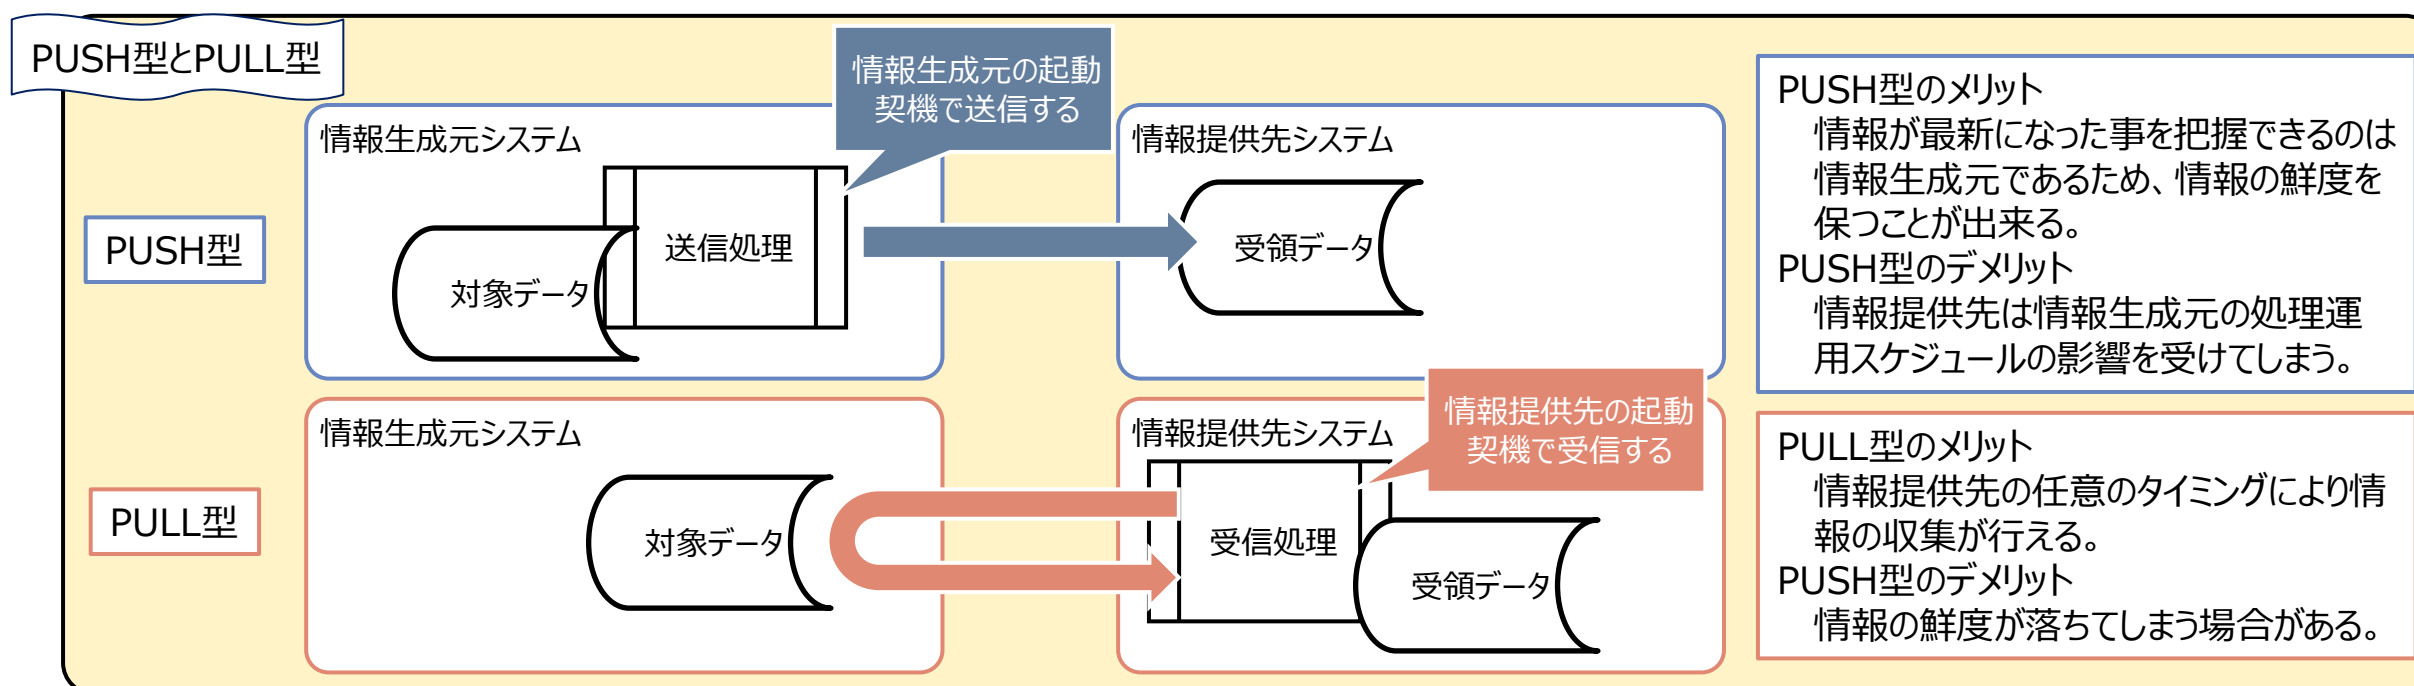 PUSH型とPULL型
情報生成元の起動
契機で送信する
情報生成元システム
情報提供先システム
PUSH型
送信処理
対象データ
受領データ
PUSH型のメリット
情報が最新になった事を把握できるのは
情報生成元であるため、情報の鮮度を
保つことが出来る。
PUSH型のデメリット
情報提供先は情報生成元の処理運
用スケジュールの影響を受けてしまう。
情報提供先の起動
契機で受信する
情報生成元システム
情報提供先システム
PULL型
対象データ
受信処理
受領データ
PULL型のメリット
情報提供先の任意のタイミングにより情
報の収集が行える。
PUSH型のデメリット
情報の鮮度が落ちてしまう場合がある。